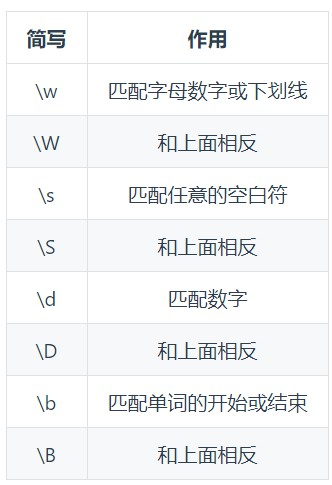 简写 作用
\w 匹配字母数字或下划线
\W 和上面相反
\s 匹配任意的空白符
\S 和上面相反
\d 匹配数字
\D 和上面相反
\b 匹配单词的开始或结束
\B 和上面相反